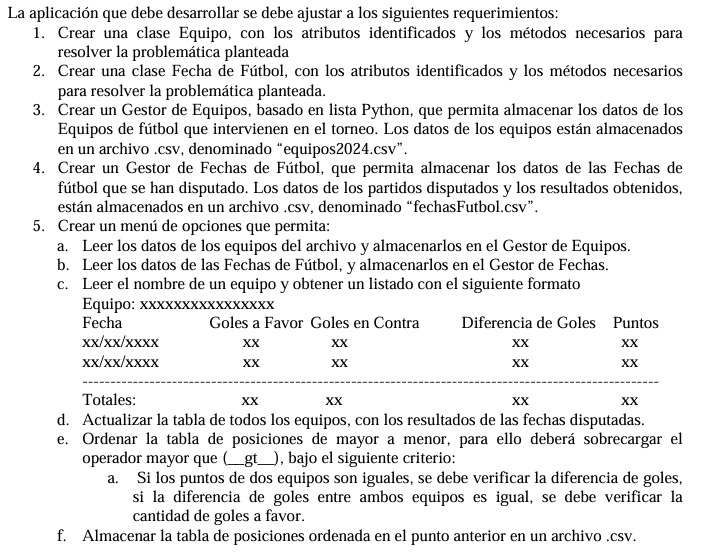 La aplicación que debe desarrollar se debe ajustar a los siguientes requerimientos:
1. Crear una clase Equipo, con los atributos identificados y los métodos necesarios para
resolver la problemática planteada
2. Crear una clase Fecha de Fútbol, con los atributos identificados y los métodos necesarios
para resolver la problemática planteada.
3. Crear un Gestor de Equipos, basado en lista Python, que permita almacenar los datos de los
Equipos de fútbol que intervienen en el torneo. Los datos de los equipos están almacenados
en un archivo .csv, denominado “equipos2024.csv”.
4. Crear un Gestor de Fechas de Fútbol, que permita almacenar los datos de las Fechas de
fútbol que se han disputado. Los datos de los partidos disputados y los resultados obtenidos,
están almacenados en un archivo .csv, denominado “fechasFutbol.csv”.
5. Crear un menú de opciones que permita:
a. Leer los datos de los equipos del archivo y almacenarlos en el Gestor de Equipos.
b. Leer los datos de las Fechas de Fútbol, y almacenarlos en el Gestor de Fechas.
c. Leer el nombre de un equipo y obtener un listado con el siguiente formato
Equipo: xxxxxxxxxxxxxxxx
Fecha Goles a Favor Goles en Contra Diferencia de Goles Puntos
xx/xx/xxxx xx xx xx xx
xx/xx/xxxx xx xx xx xx
--------------------------------------------------------------------------------------------------------
Totales: xx xx xx xx
d. Actualizar la tabla de todos los equipos, con los resultados de las fechas disputadas.
e. Ordenar la tabla de posiciones de mayor a menor, para ello deberá sobrecargar el
operador mayor que (__gt__), bajo el siguiente criterio:
a. Si los puntos de dos equipos son iguales, se debe verificar la diferencia de goles,
si la diferencia de goles entre ambos equipos es igual, se debe verificar la
cantidad de goles a favor.
f. Almacenar la tabla de posiciones ordenada en el punto anterior en un archivo .csv.